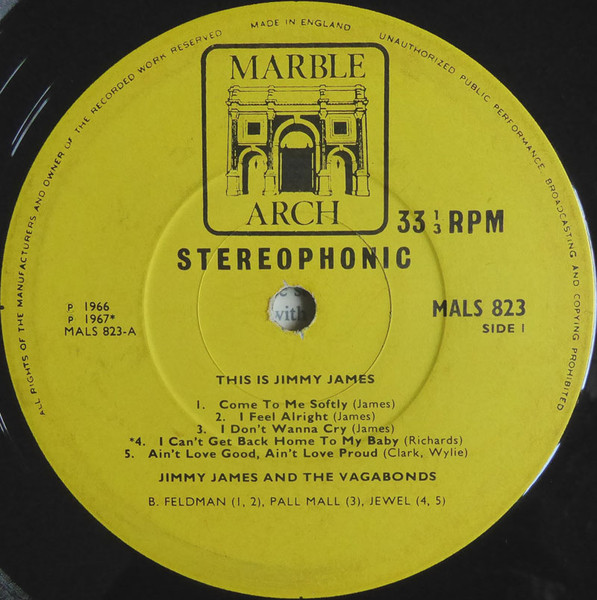 ALL RIGHTS OF THE MANUFACTURERS AND OWNER OF THE RECORDED WORK RESERVED
MADE IN ENGLAND
UNAUTHORIZED PUBLIC PERFORMANCE BROADCASTING AND COPYING PROHIBITED
MARBLE
ARCH
33 1/3 RPM
STEREOPHONIC
P 1966
P 1967*
MALS 823-A
MALS 823
SIDE 1
with
THIS IS JIMMY JAMES
1. Come To Me Softly (James)
2. I Feel Alright (James)
3. I Don't Wanna Cry (James)
*4. I Can't Get Back Home To My Baby (Richards)
5. Ain't Love Good, Ain't Love Proud (Clark, Wylie)
JIMMY JAMES AND THE VAGABONDS
B. FELDMAN (1, 2), PALL MALL (3), JEWEL (4, 5)